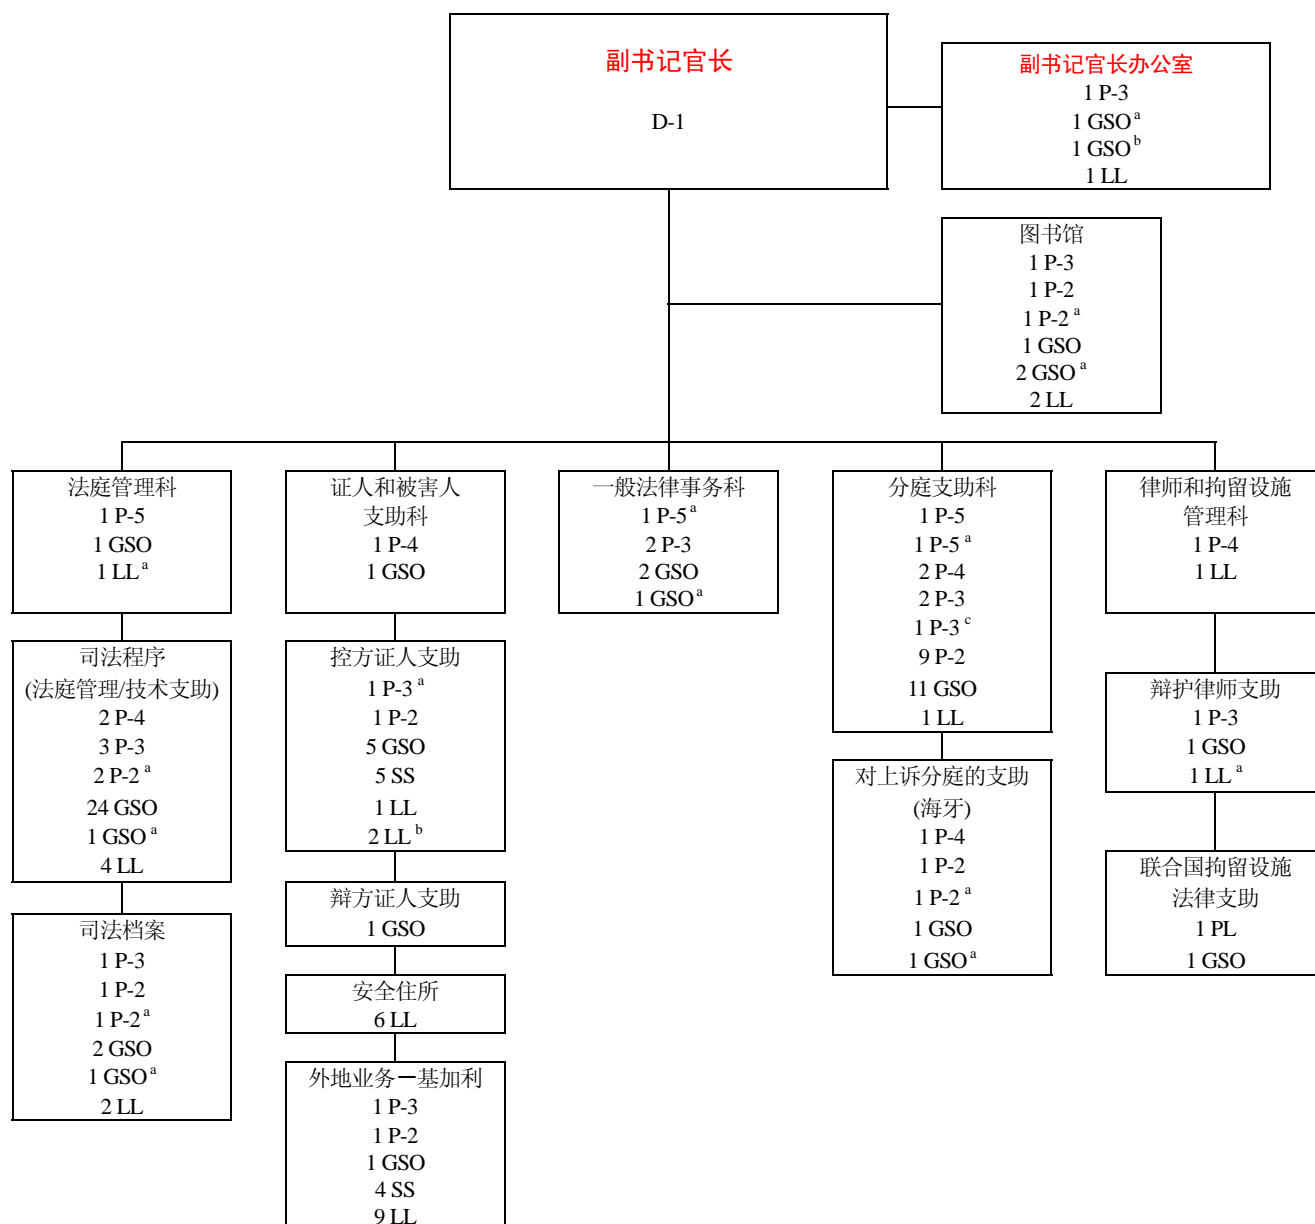 副书记官长
D-1
副书记官长办公室
1 P-3
1 GSO a
1 GSO b
1 LL
图书馆
1 P-3
1 P-2
1 P-2 a
1 GSO
2 GSO a
2 LL
法庭管理科
1 P-5
1 GSO
1 LL a
司法程序
(法庭管理/技术支助)
2 P-4
3 P-3
2 P-2 a
24 GSO
1 GSO a
4 LL
司法档案
1 P-3
1 P-2
1 P-2 a
2 GSO
1 GSO a
2 LL
证人和被害人
支助科
1 P-4
1 GSO
控方证人支助
1 P-3 a
1 P-2
5 GSO
5 SS
1 LL
2 LL b
辩方证人支助
1 GSO
安全住所
6 LL
外地业务－基加利
1 P-3
1 P-2
1 GSO
4 SS
9 LL
一般法律事务科
1 P-5 a
2 P-3
2 GSO
1 GSO a
分庭支助科
1 P-5
1 P-5 a
2 P-4
2 P-3
1 P-3 c
9 P-2
11 GSO
1 LL
对上诉分庭的支助
(海牙)
1 P-4
1 P-2
1 P-2 a
1 GSO
1 GSO a
律师和拘留设施
管理科
1 P-4
1 LL
辩护律师支助
1 P-3
1 GSO
1 LL a
联合国拘留设施
法律支助
1 PL
1 GSO